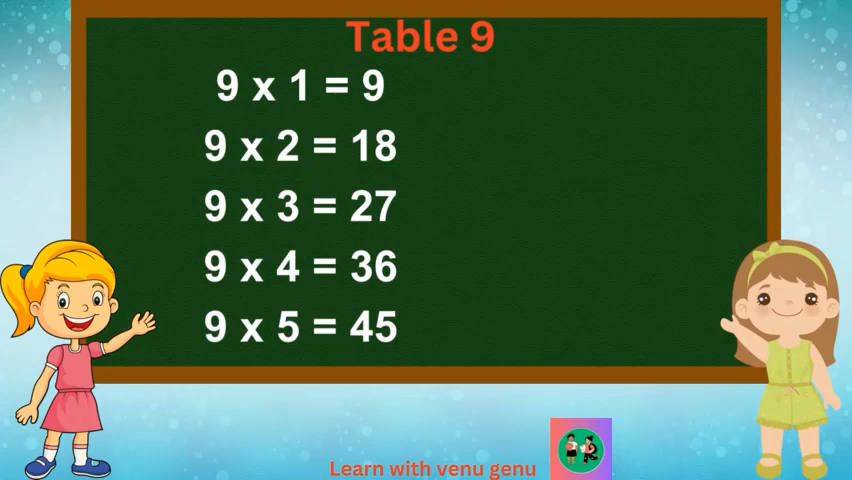 Table 9
9 x 1 = 9
9 x 2 = 18
9 x 3 = 27
9 x 4 = 36
9 x 5 = 45
Learn with venu genu